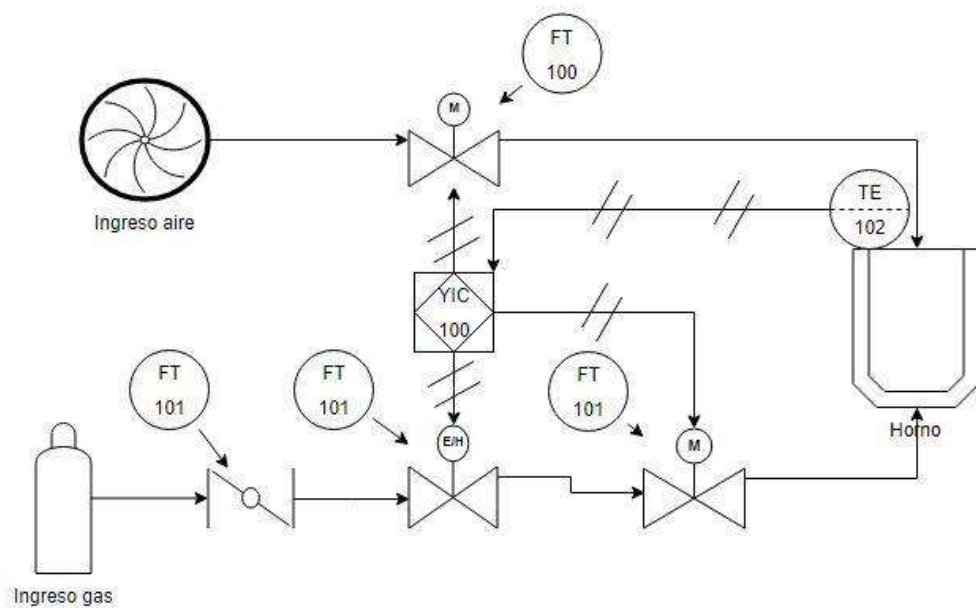 FT
100
M
Ingreso aire
TE
102
YIC
100
FT
101
FT
101
FT
101
E/H
M
Horno
Ingreso gas